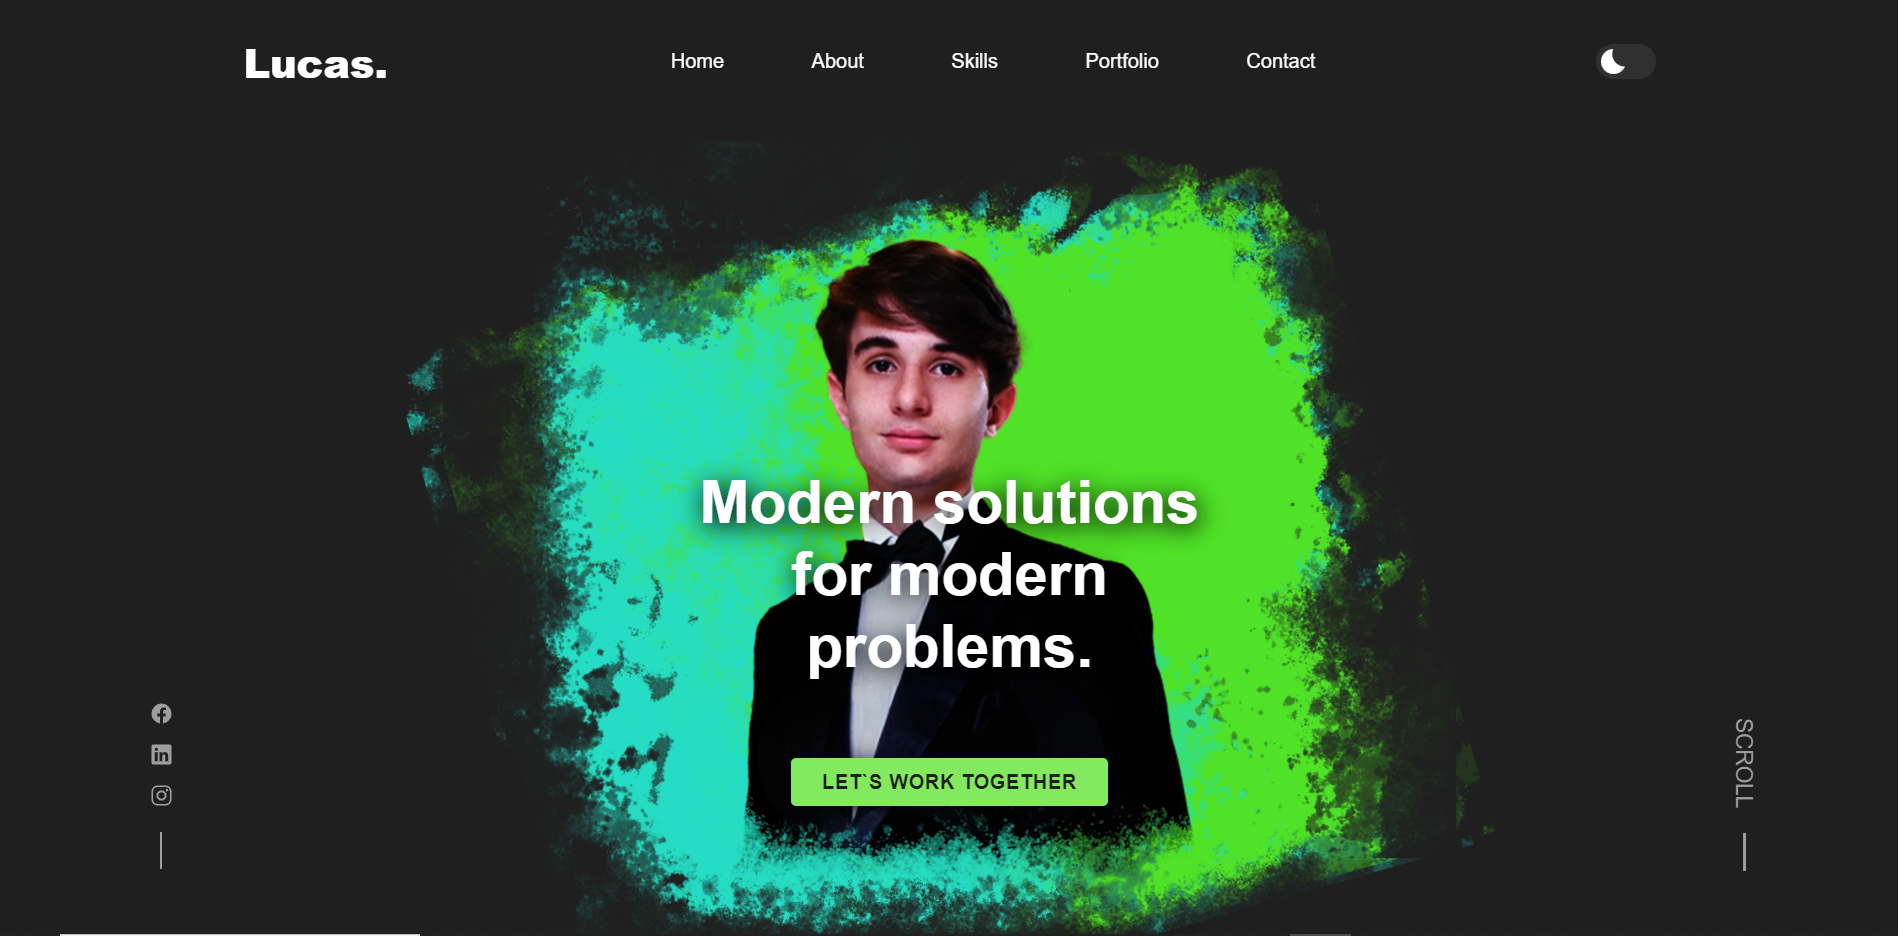 Lucas.
Home
About
Skills
Portfolio
Contact
Modern solutions
for modern
problems.
LET`S WORK TOGETHER
SCROLL